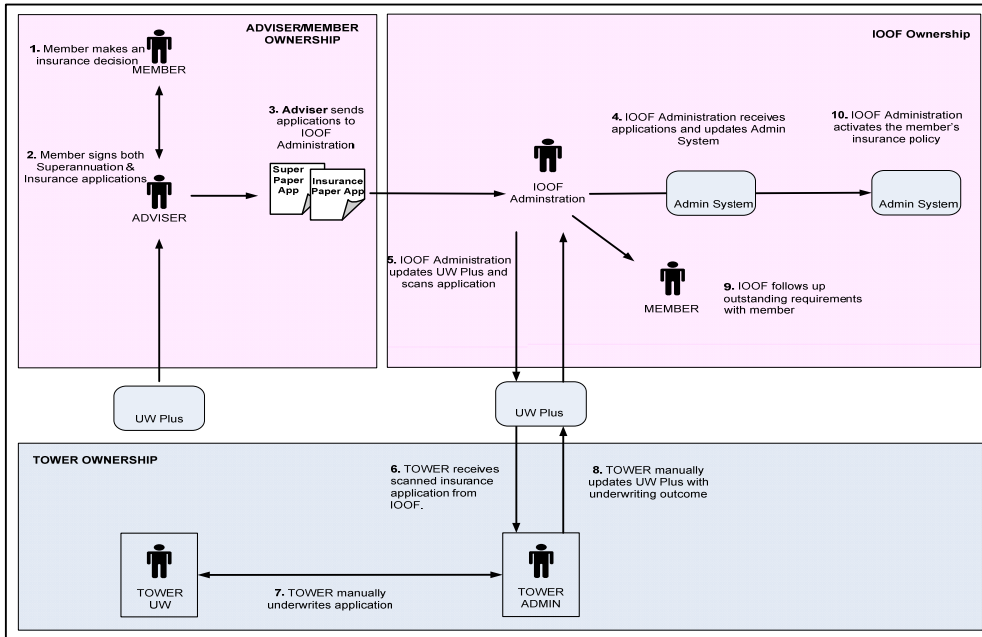 ADVISER/MEMBER
OWNERSHIP
1. Member makes an
insurance decision
MEMBER
2. Member signs both
Superannuation &
Insurance applications
ADVISER
3. Adviser sends
applications to
IOOF
Administration
Super
Paper
App
Insurance
Paper App
UW Plus
IOOF Ownership
IOOF
Adminstration
4. IOOF Administration receives
applications and updates Admin
System
Admin System
10. IOOF Administration
activates the member's
insurance policy
Admin System
5. IOOF Administration
updates UW Plus and
scans application
MEMBER
9. IOOF follows up
outstanding requirements
with member
UW Plus
TOWER OWNERSHIP
6. TOWER receives
scanned insurance
application from
IOOF.
8. TOWER manually
updates UW Plus with
underwriting outcome
TOWER
UW
7. TOWER manually
underwrites application
TOWER
ADMIN